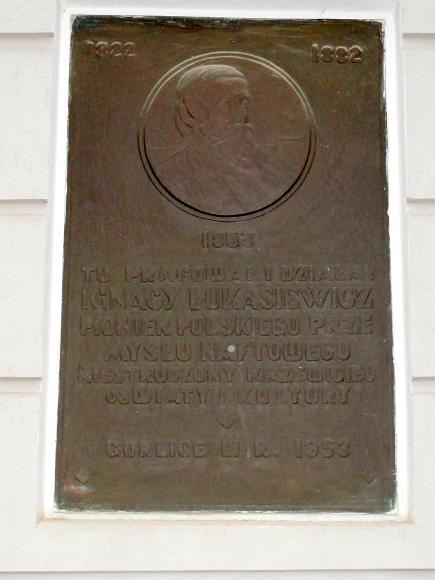 1822 1882
1853
TU PRACOWAŁ I DZIAŁAŁ
IGNACY ŁUKASIEWICZ
PIONIER POLSKIEGO PRZE
MYSŁU NAFTOWEGO
NIESTRUDZONY KRZEWICIEL
OŚWIATY I KULTURY
GORLICE W R. 1953